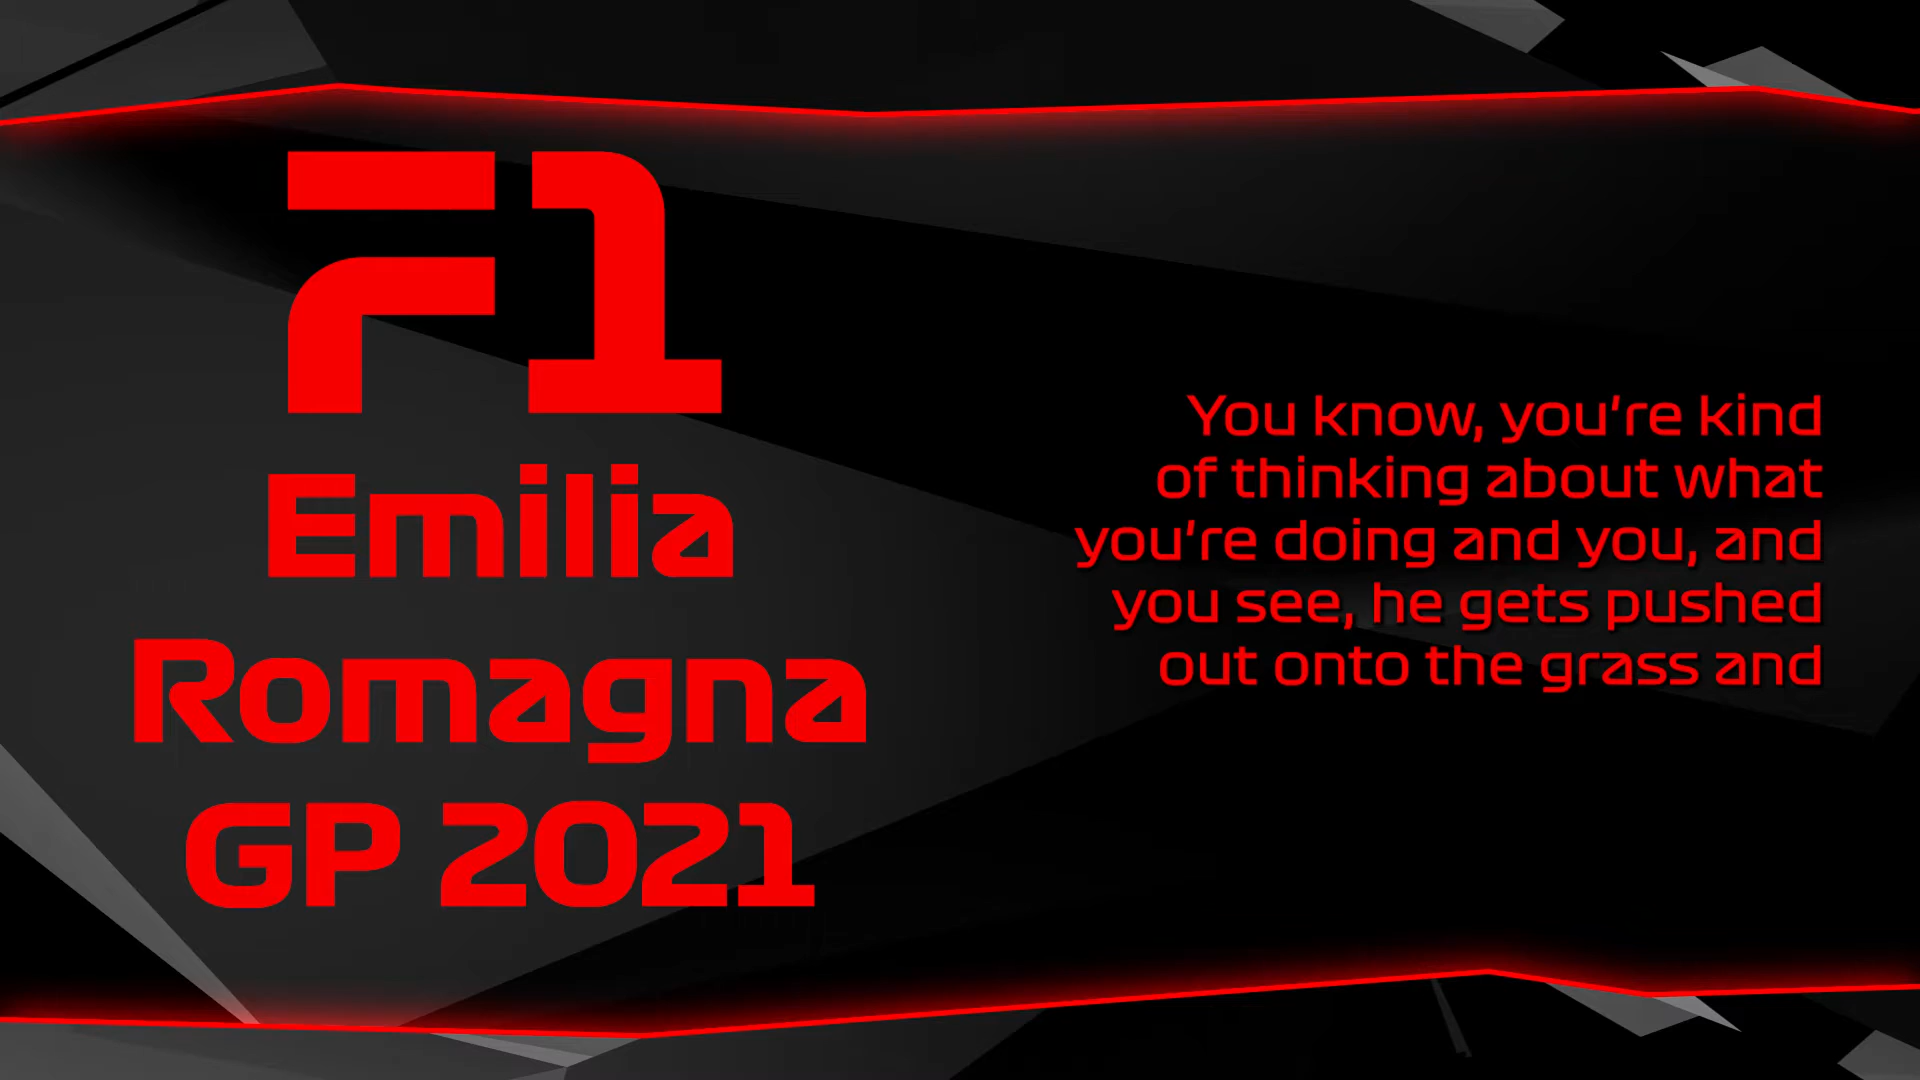 F1
Emilia
Romagna
GP 2021
You know, you're kind
of thinking about what
you're doing and you, and
you see, he gets pushed
out onto the grass and